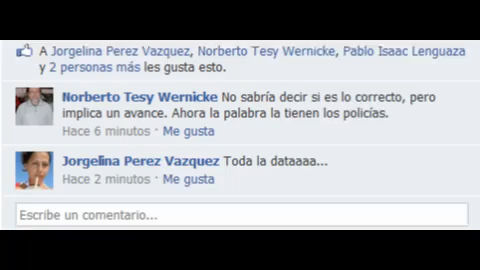 A Jorgelina Perez Vazquez, Norberto Tesy Wernicke, Pablo Isaac Lenguaza
y 2 personas más les gusta esto.
Norberto Tesy Wernicke No sabría decir si es lo correcto, pero
implica un avance. Ahora la palabra la tienen los policías.
Hace 6 minutos · Me gusta
Jorgelina Perez Vazquez Toda la dataaaa...
Hace 2 minutos · Me gusta
Escribe un comentario...